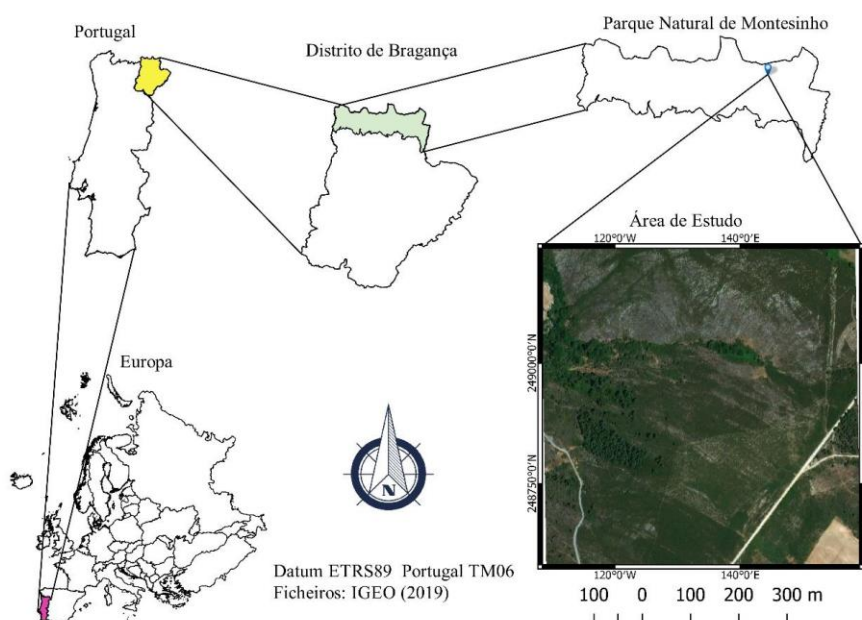 Portugal
Distrito de Bragança
Parque Natural de Montesinho
Área de Estudo
120°0'W 140°0'W
249000°0'N
248750°0'N
120°0'W 140°0'W
Europa
N
Datum ETRS89 Portugal TM06
Ficheiros: IGEO (2019)
100 0 100 200 300 m